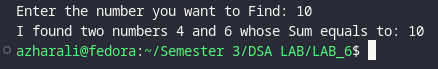 Enter the number you want to Find: 10
I found two numbers 4 and 6 whose Sum equals to: 10
azharali@fedora:~/Semester 3/DSA LAB/LAB_6$